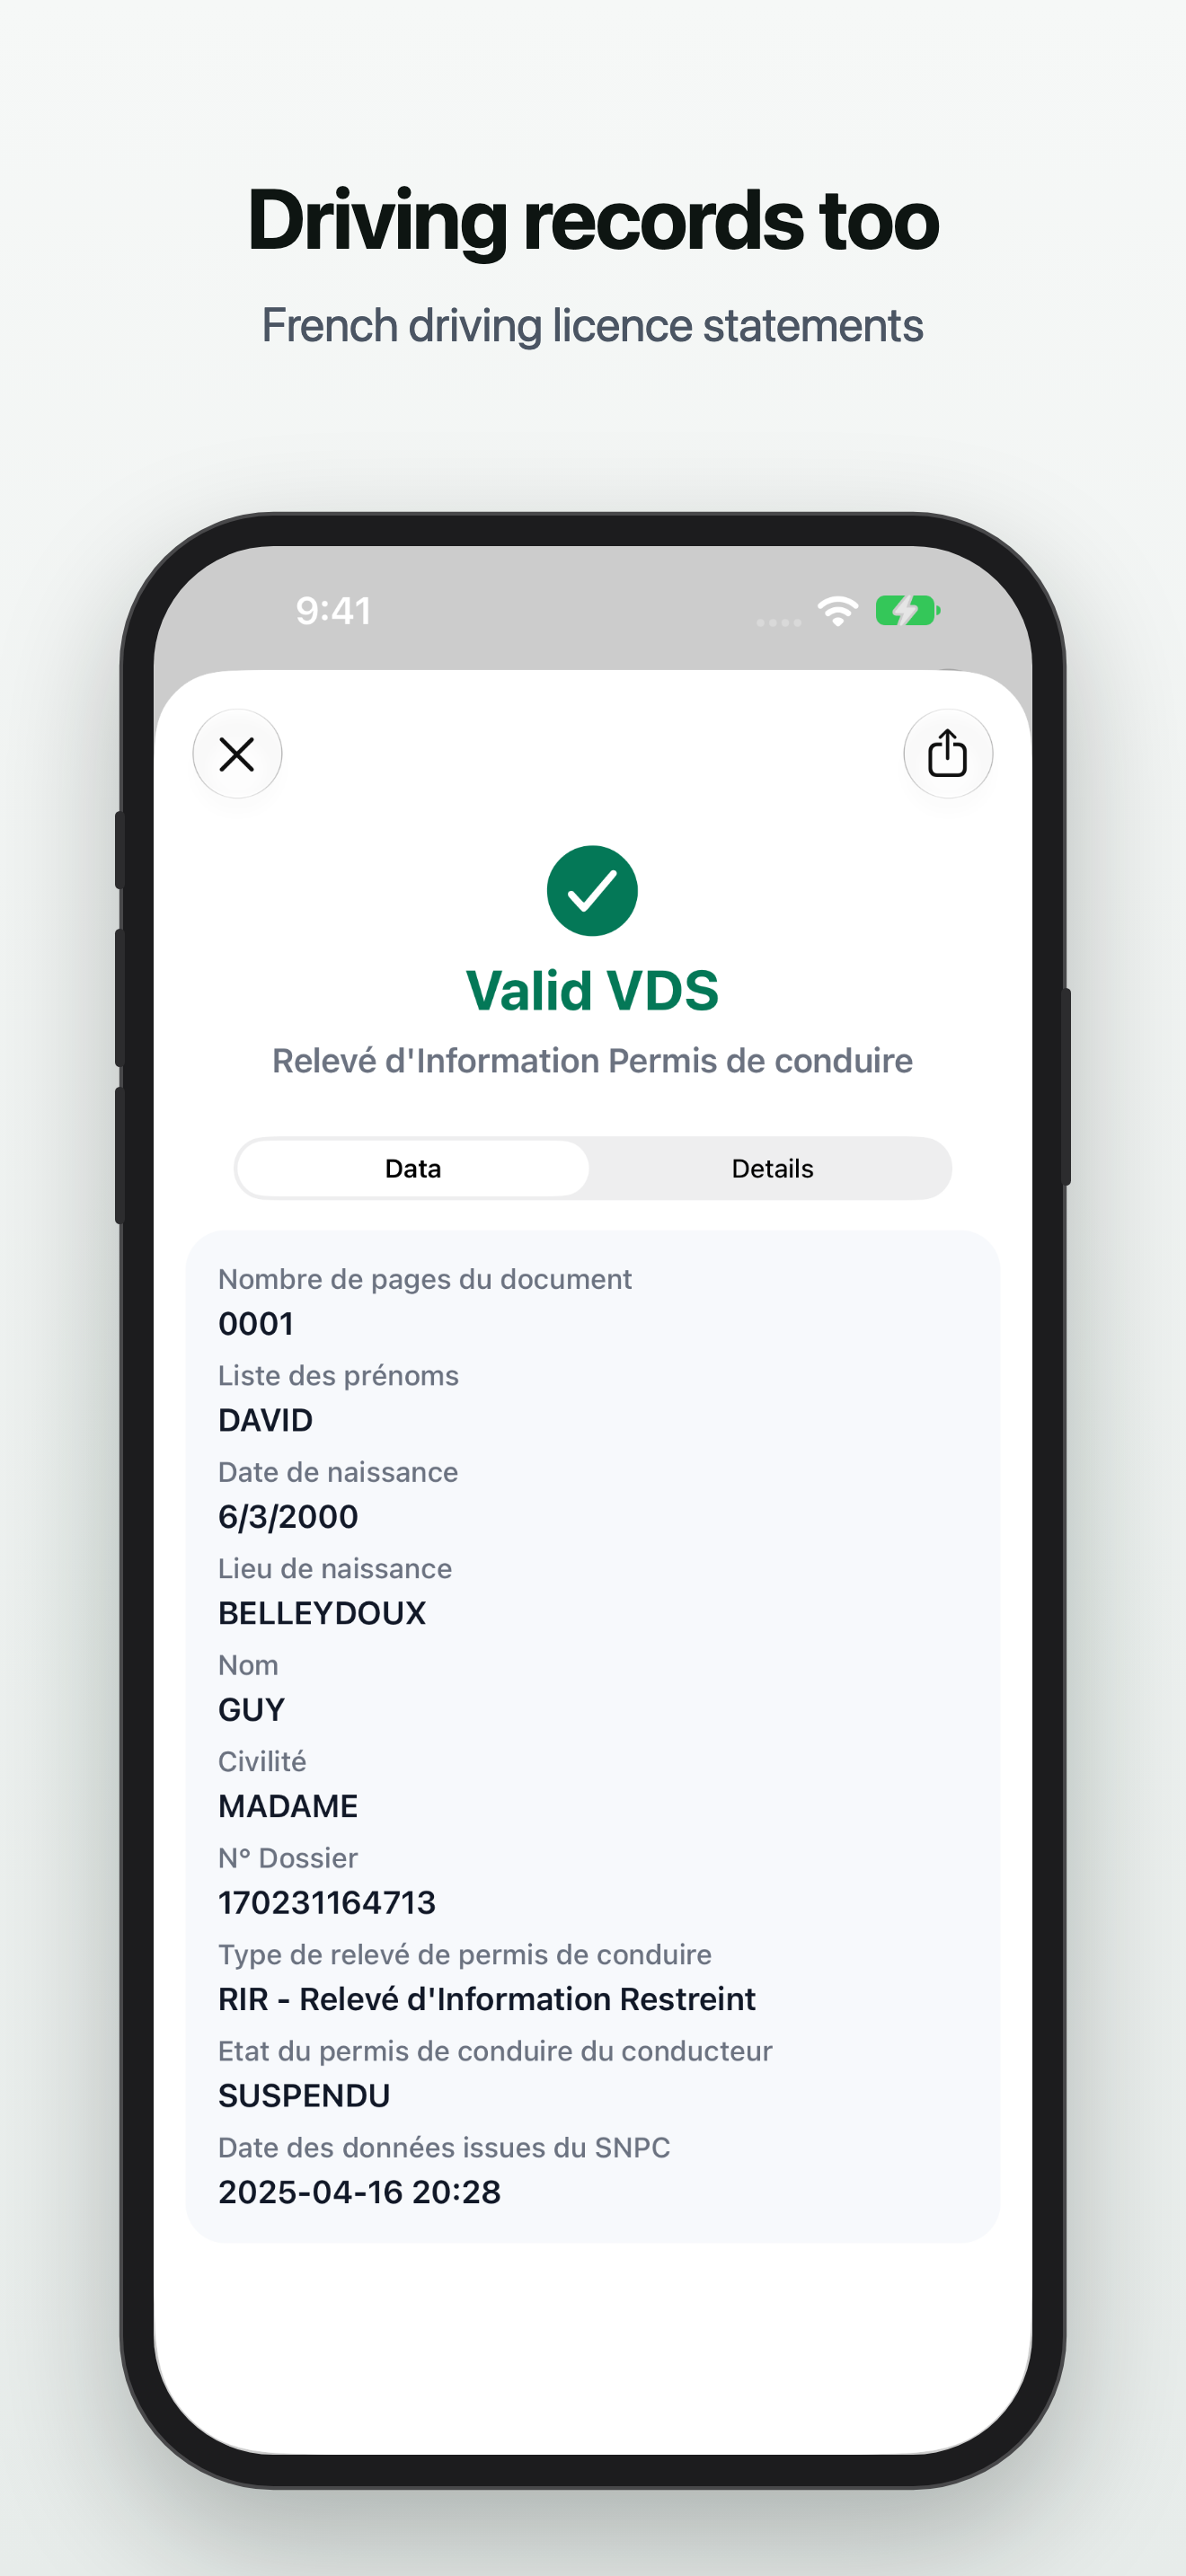 Driving records too
French driving licence statements
9:41
Valid VDS
Relevé d'Information Permis de conduire
Data Details
Nombre de pages du document
0001
Liste des prénoms
DAVID
Date de naissance
6/3/2000
Lieu de naissance
BELLEYDOUX
Nom
GUY
Civilité
MADAME
N° Dossier
170231164713
Type de relevé de permis de conduire
RIR - Relevé d'Information Restreint
Etat du permis de conduire du conducteur
SUSPENDU
Date des données issues du SNPC
2025-04-16 20:28